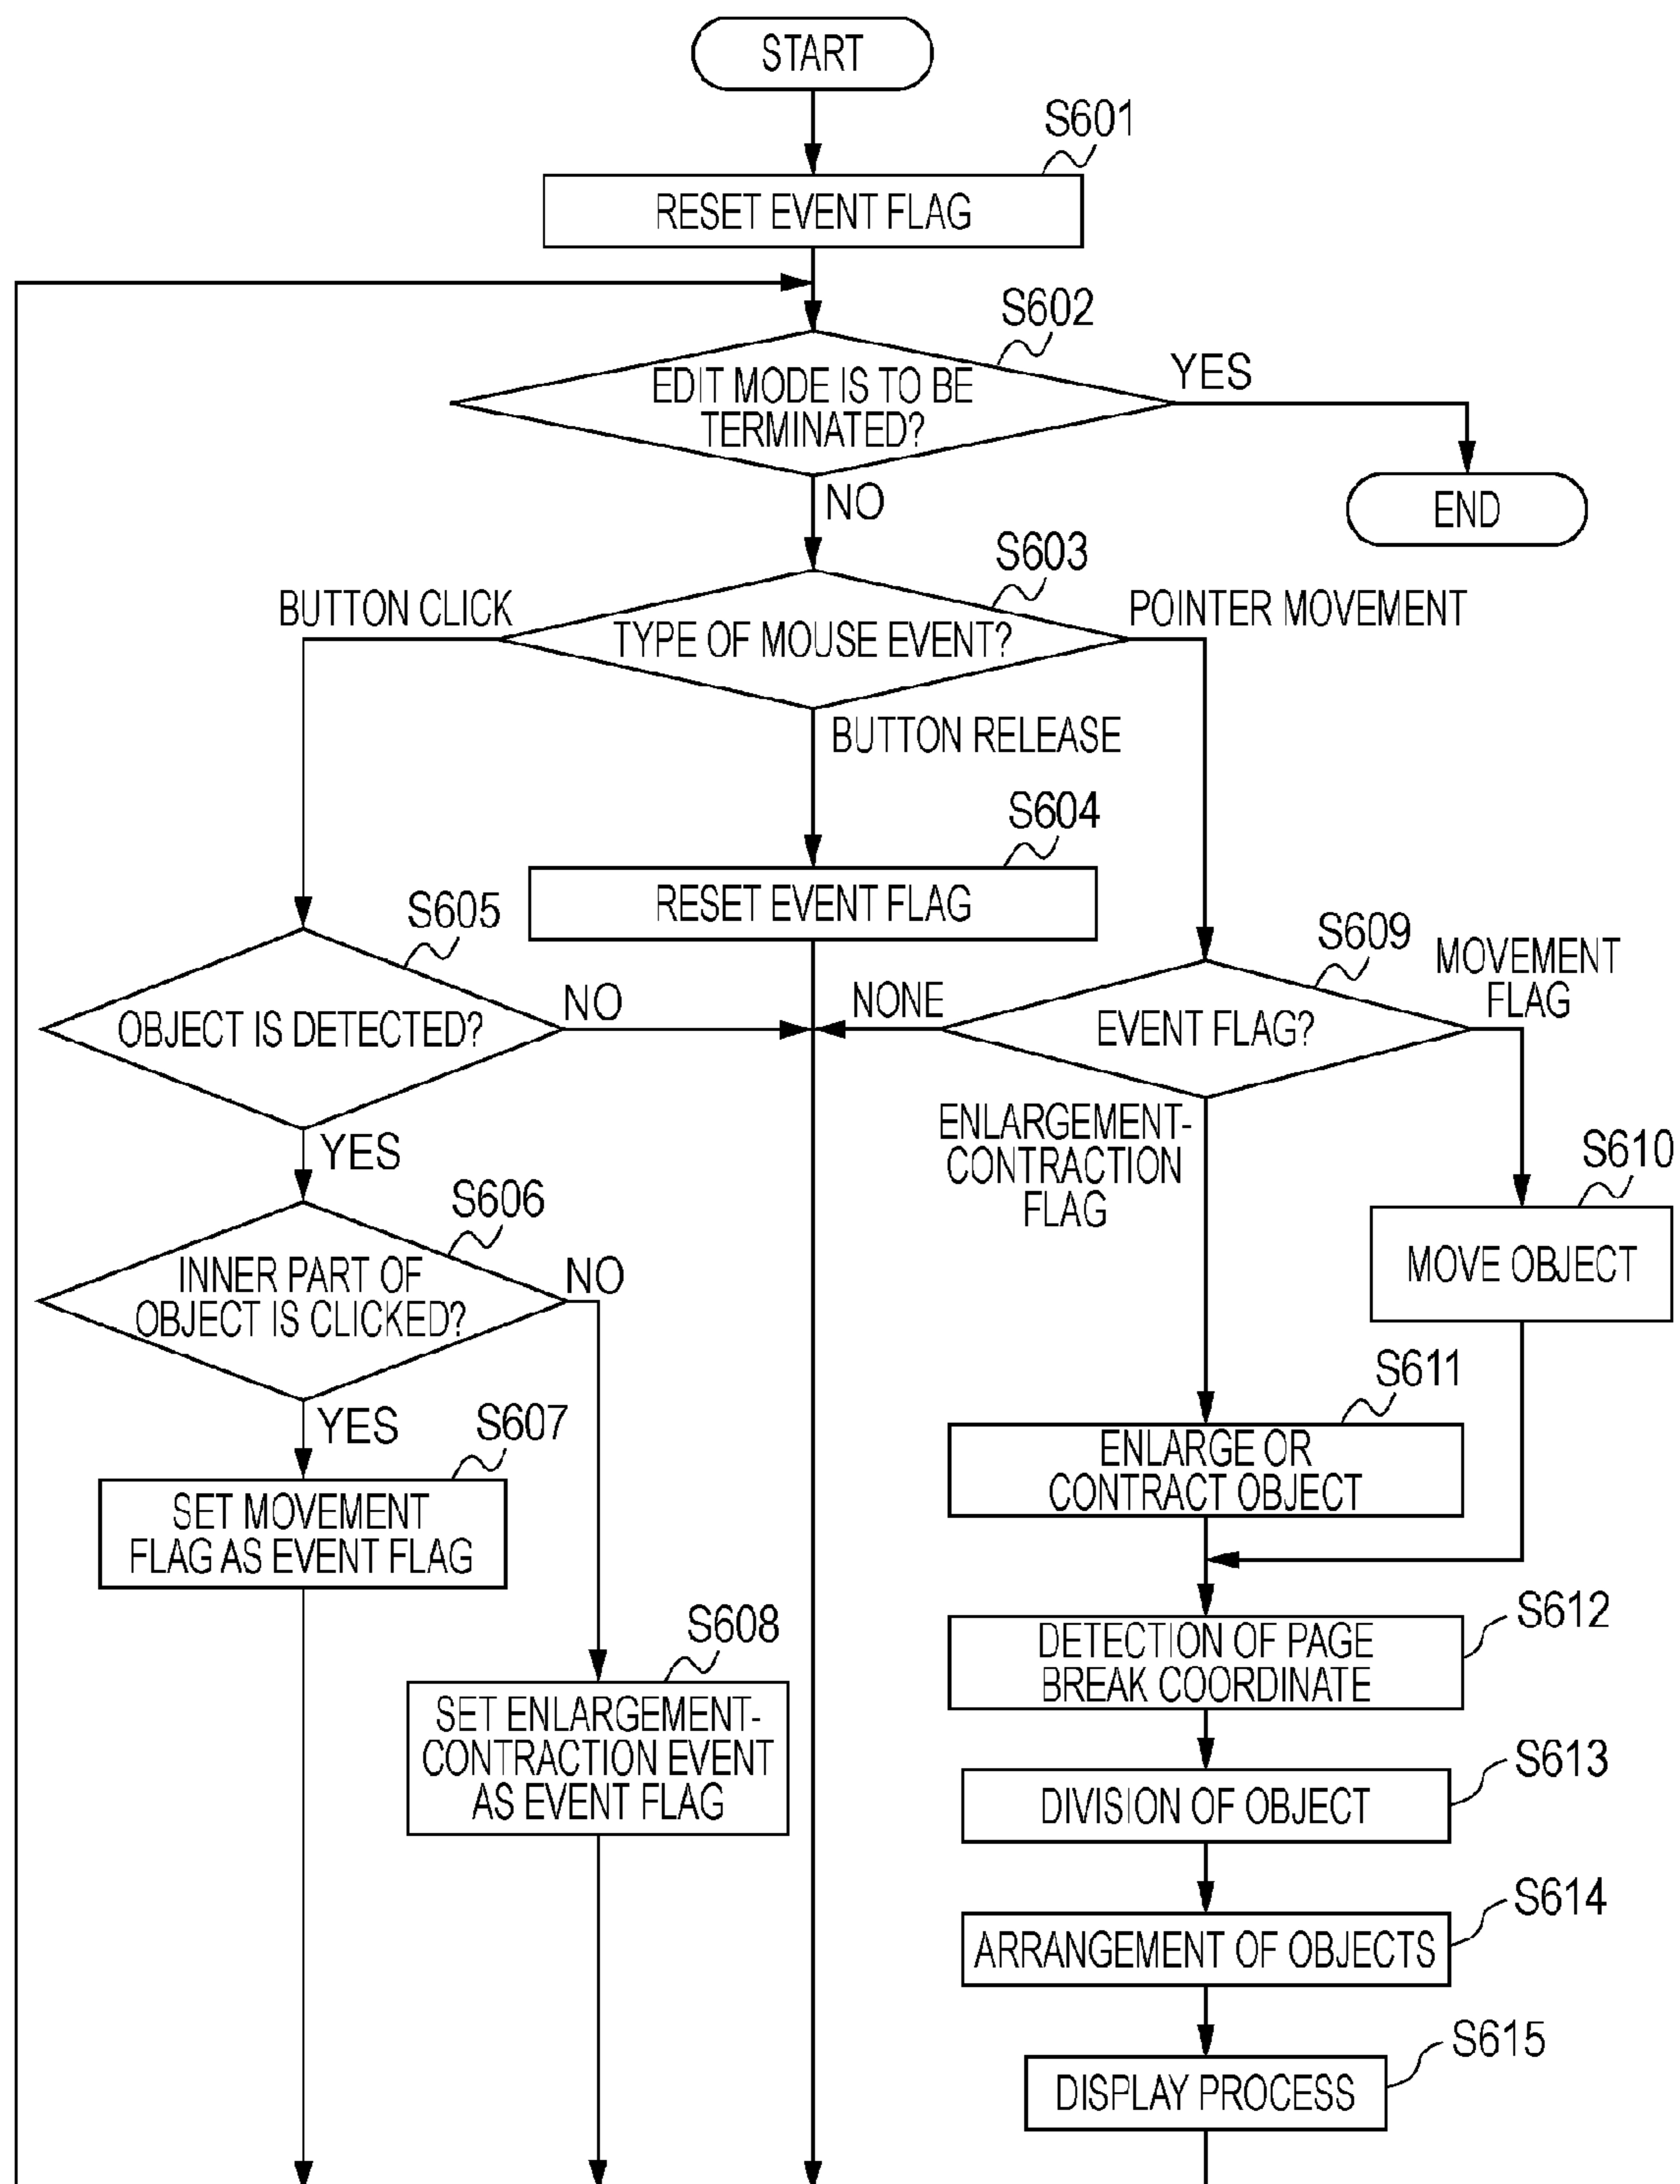 START
S601
RESET EVENT FLAG
S602
EDIT MODE IS TO BE
TERMINATED?
YES
END
NO
S603
BUTTON CLICK
TYPE OF MOUSE EVENT?
POINTER MOVEMENT
BUTTON RELEASE
S604
RESET EVENT FLAG
S605
OBJECT IS DETECTED?
NO
YES
S609
EVENT FLAG?
NONE
MOVEMENT
FLAG
ENLARGEMENT-
CONTRACTION
FLAG
S610
MOVE OBJECT
S606
INNER PART OF
OBJECT IS CLICKED?
NO
YES
S607
SET MOVEMENT
FLAG AS EVENT FLAG
S608
SET ENLARGEMENT-
CONTRACTION EVENT
AS EVENT FLAG
S611
ENLARGE OR
CONTRACT OBJECT
S612
DETECTION OF PAGE
BREAK COORDINATE
S613
DIVISION OF OBJECT
S614
ARRANGEMENT OF OBJECTS
S615
DISPLAY PROCESS